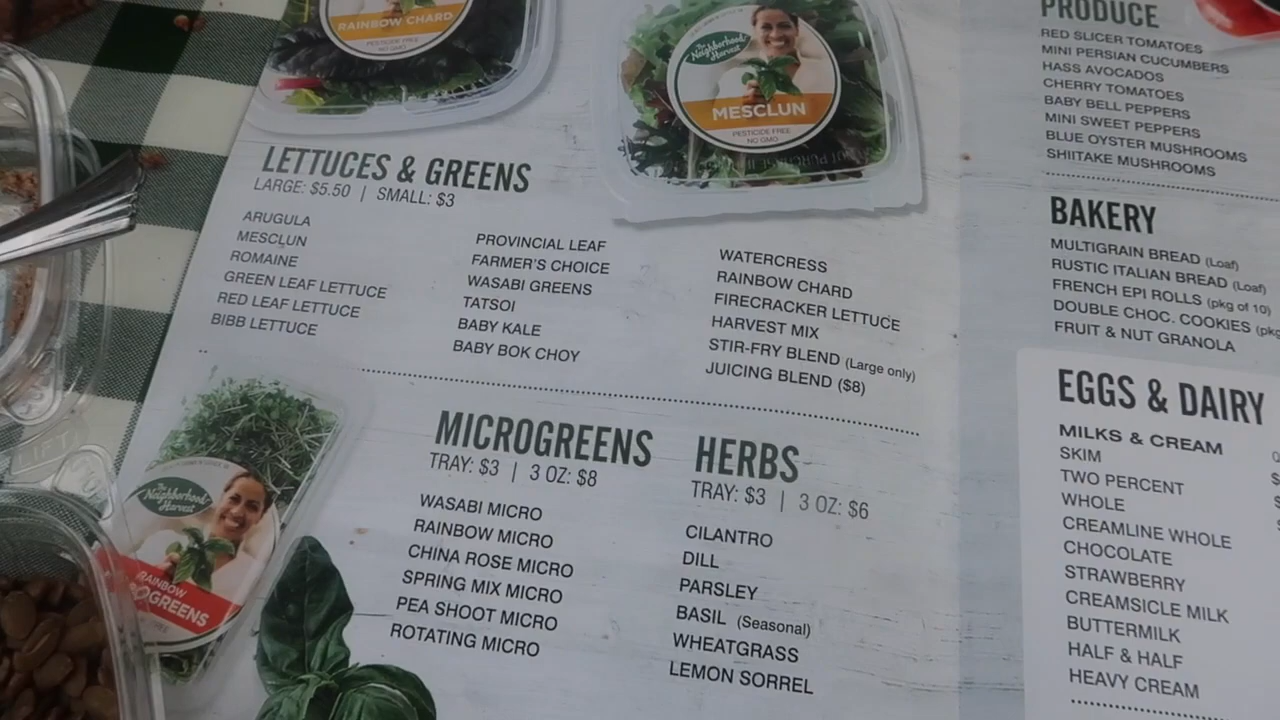 RAINBOW CHARD
PESTICIDE FREE
NO GMO
The Neighborhood Harvest
MESCLUN
PESTICIDE FREE
NO GMO
LETTUCES & GREENS
LARGE: $5.50 | SMALL: $3
ARUGULA
MESCLUN
ROMAINE
GREEN LEAF LETTUCE
RED LEAF LETTUCE
BIBB LETTUCE
PROVINCIAL LEAF
FARMER'S CHOICE
WASABI GREENS
TATSOI
BABY KALE
BABY BOK CHOY
WATERCRESS
RAINBOW CHARD
FIRECRACKER LETTUCE
HARVEST MIX
STIR-FRY BLEND (Large only)
JUICING BLEND ($8)
The Neighborhood Harvest
RAINBOW
MICROGREENS
TRAY: $3 | 3 OZ: $8
WASABI MICRO
RAINBOW MICRO
CHINA ROSE MICRO
SPRING MIX MICRO
PEA SHOOT MICRO
ROTATING MICRO
HERBS
TRAY: $3 | 3 OZ: $6
CILANTRO
DILL
PARSLEY
BASIL (Seasonal)
WHEATGRASS
LEMON SORREL
PRODUCE
RED SLICER TOMATOES
MINI PERSIAN CUCUMBERS
HASS AVOCADOS
CHERRY TOMATOES
BABY BELL PEPPERS
MINI SWEET PEPPERS
BLUE OYSTER MUSHROOMS
SHIITAKE MUSHROOMS
BAKERY
MULTIGRAIN BREAD (Loaf)
RUSTIC ITALIAN BREAD (Loaf)
FRENCH EPI ROLLS (pkg of 10)
DOUBLE CHOC. COOKIES (pkg
FRUIT & NUT GRANOLA
EGGS & DAIRY
MILKS & CREAM
SKIM
TWO PERCENT
WHOLE
CREAMLINE WHOLE
CHOCOLATE
STRAWBERRY
CREAMSICLE MILK
BUTTERMILK
HALF & HALF
HEAVY CREAM